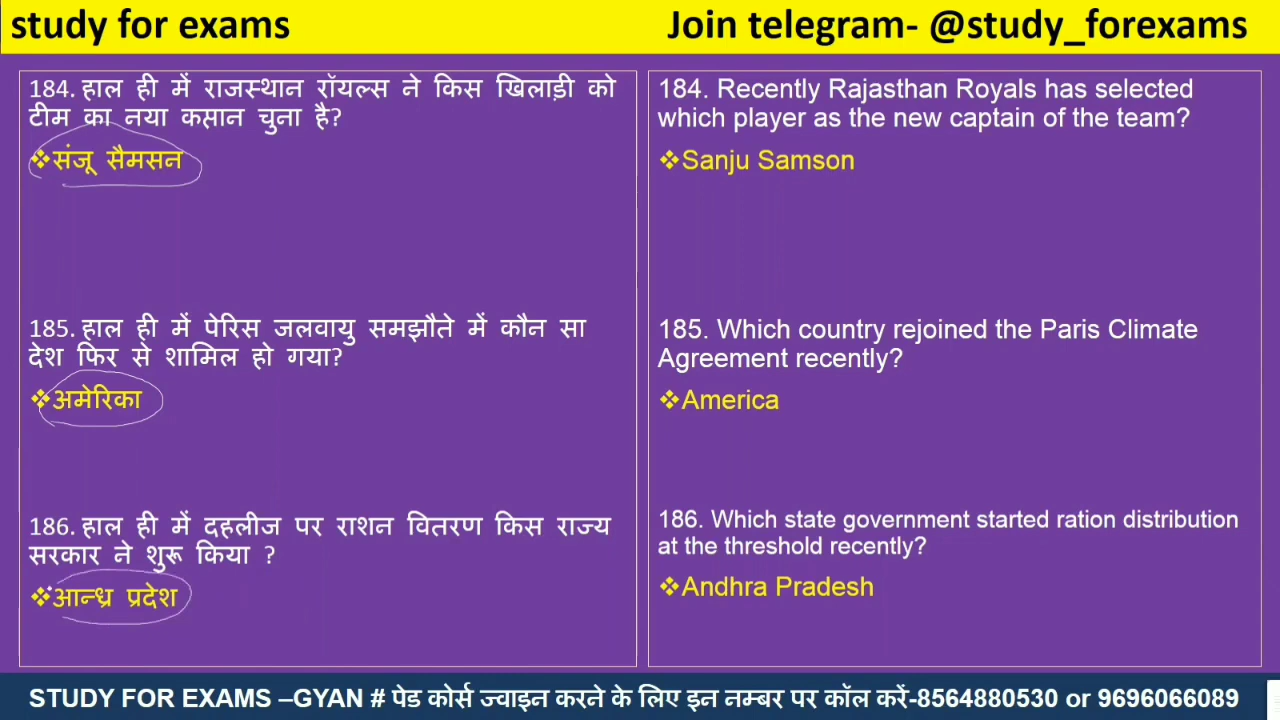 study for exams
Join telegram- @study_forexams
184. हाल ही में राजस्थान रॉयल्स ने किस खिलाड़ी को
टीम का नया कप्तान चुना है?
❖संजू सैमसन
185. हाल ही में पेरिस जलवायु समझौते में कौन सा
देश फिर से शामिल हो गया?
❖अमेरिका
186. हाल ही में दहलीज पर राशन वितरण किस राज्य
सरकार ने शुरू किया ?
❖आन्ध्र प्रदेश
184. Recently Rajasthan Royals has selected
which player as the new captain of the team?
❖Sanju Samson
185. Which country rejoined the Paris Climate
Agreement recently?
❖America
186. Which state government started ration distribution
at the threshold recently?
❖Andhra Pradesh
STUDY FOR EXAMS –GYAN # पेड कोर्स ज्वाइन करने के लिए इन नम्बर पर कॉल करें-8564880530 or 9696066089